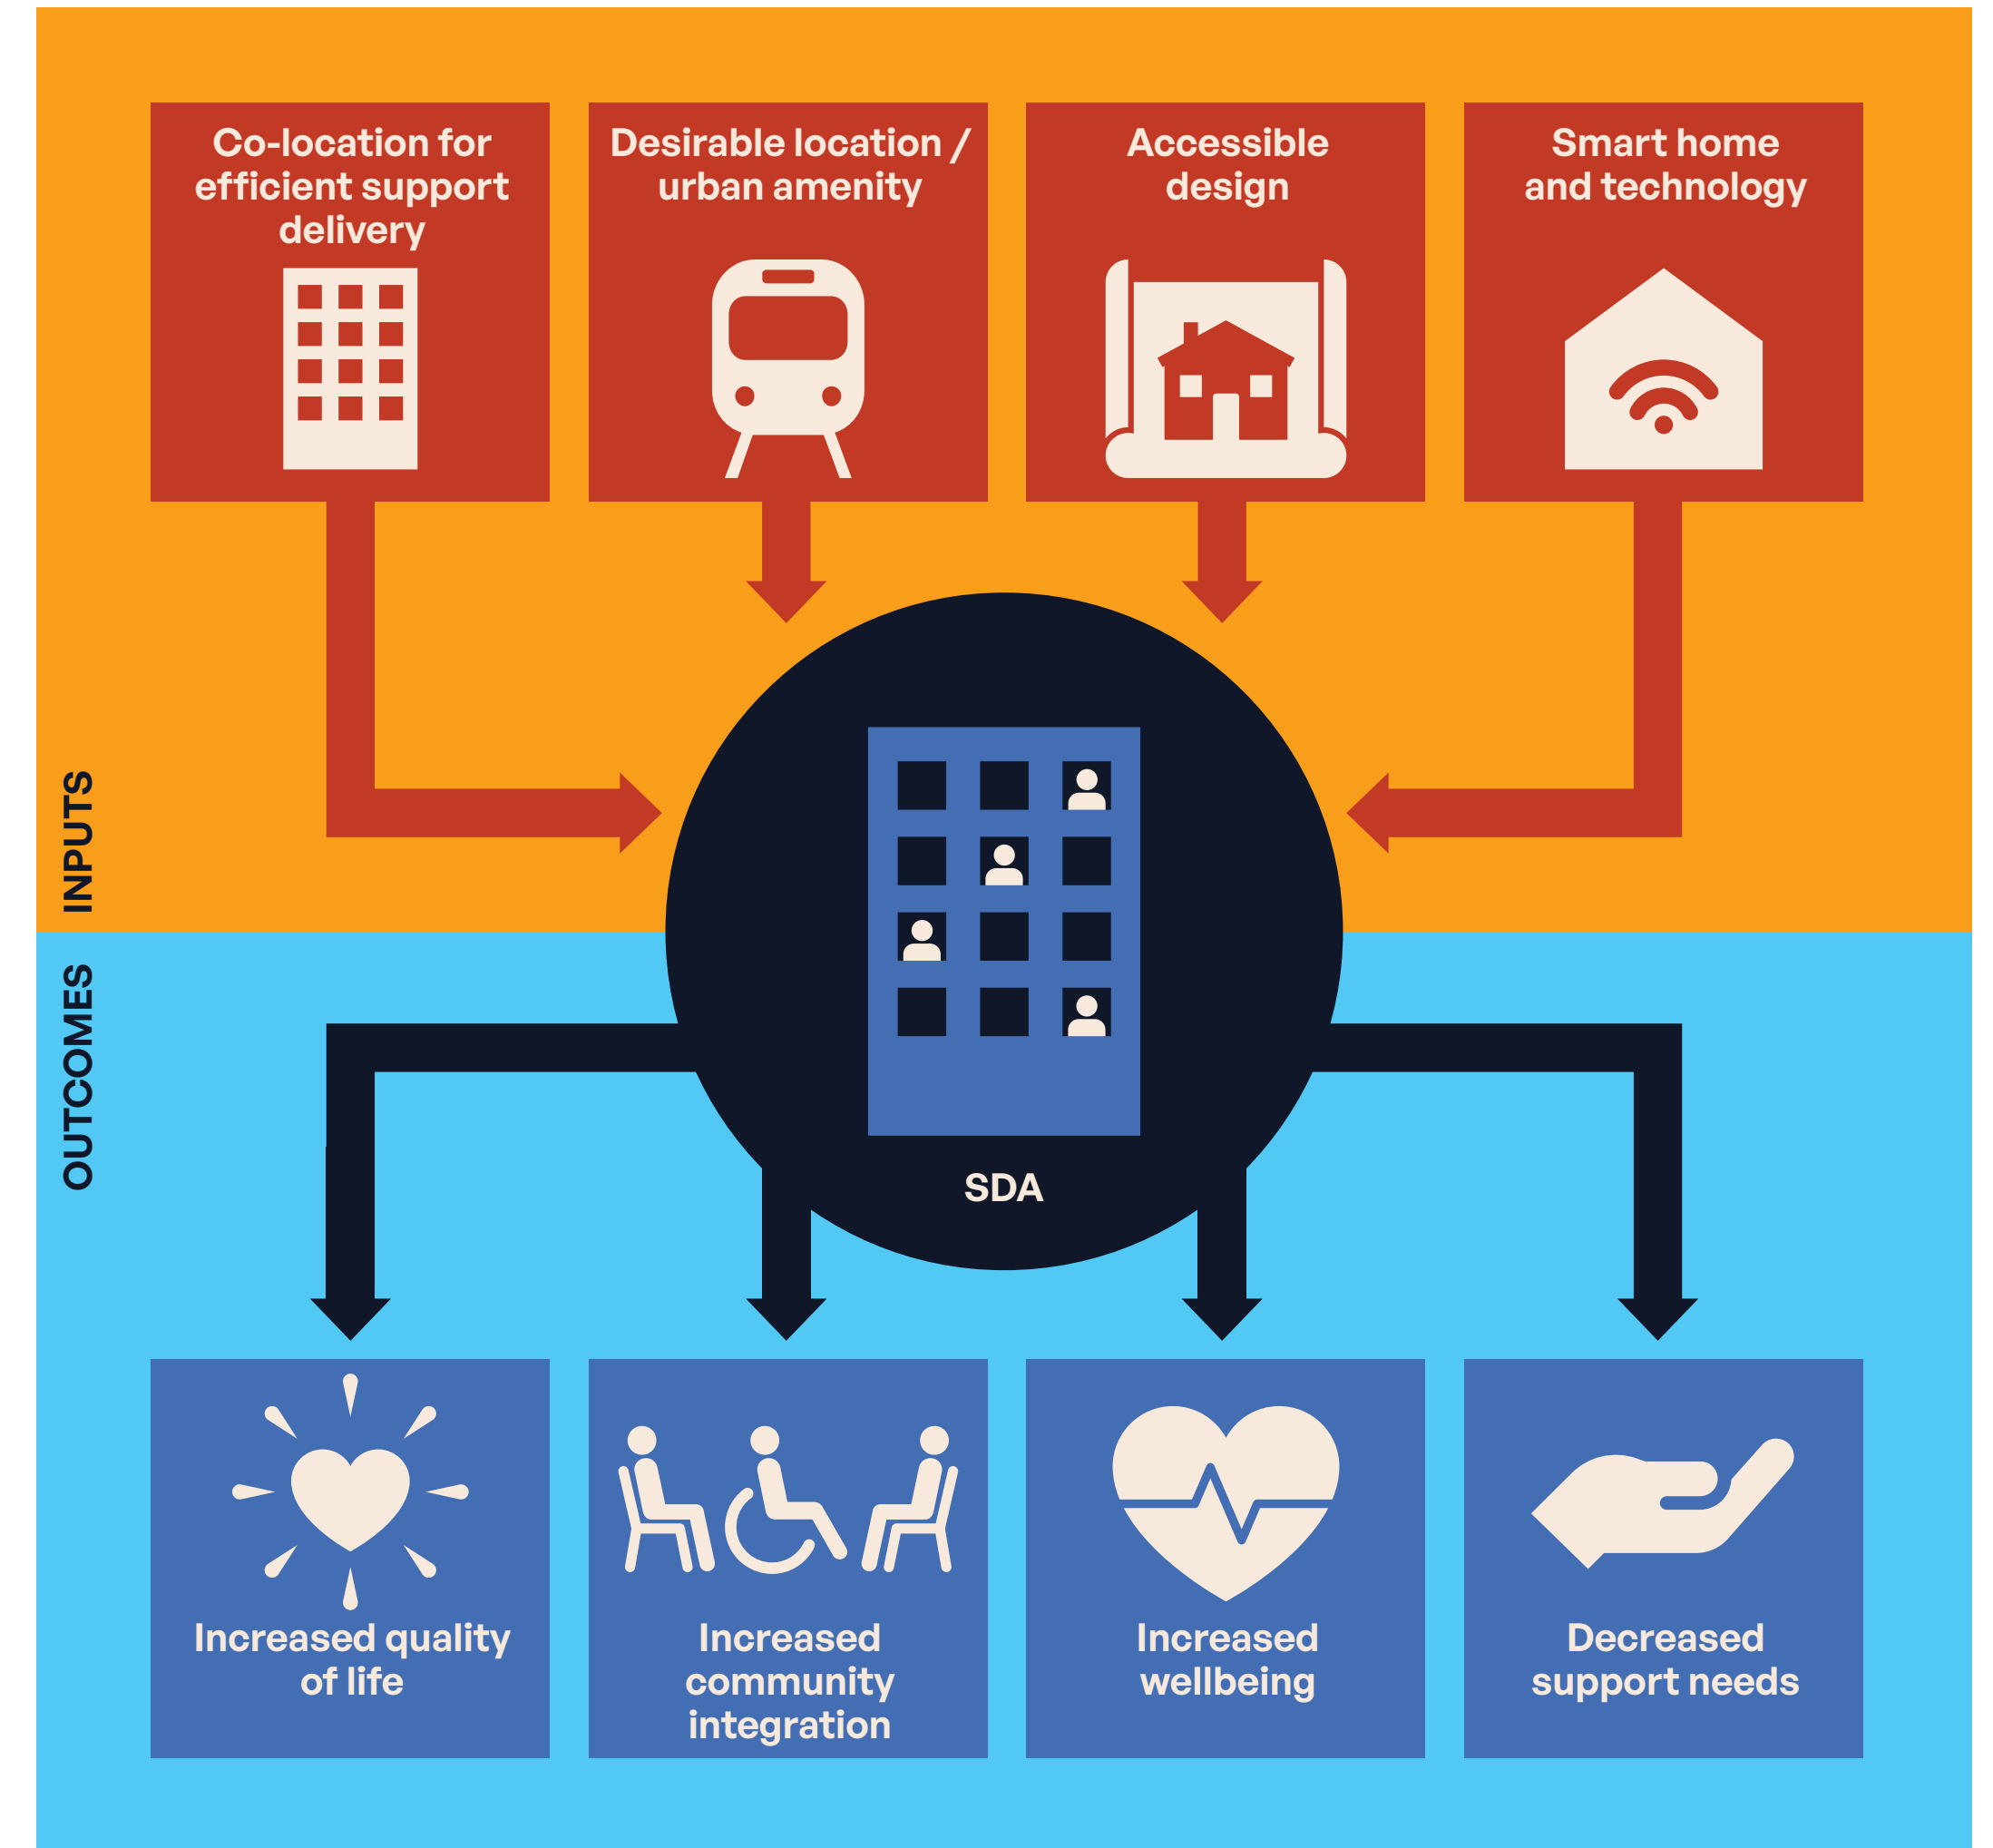 Co-location for
efficient support
delivery
Desirable location /
urban amenity
Accessible
design
Smart home
and technology
INPUTS
OUTCOMES
SDA
Increased quality
of life
Increased
community
integration
Increased
wellbeing
Decreased
support needs